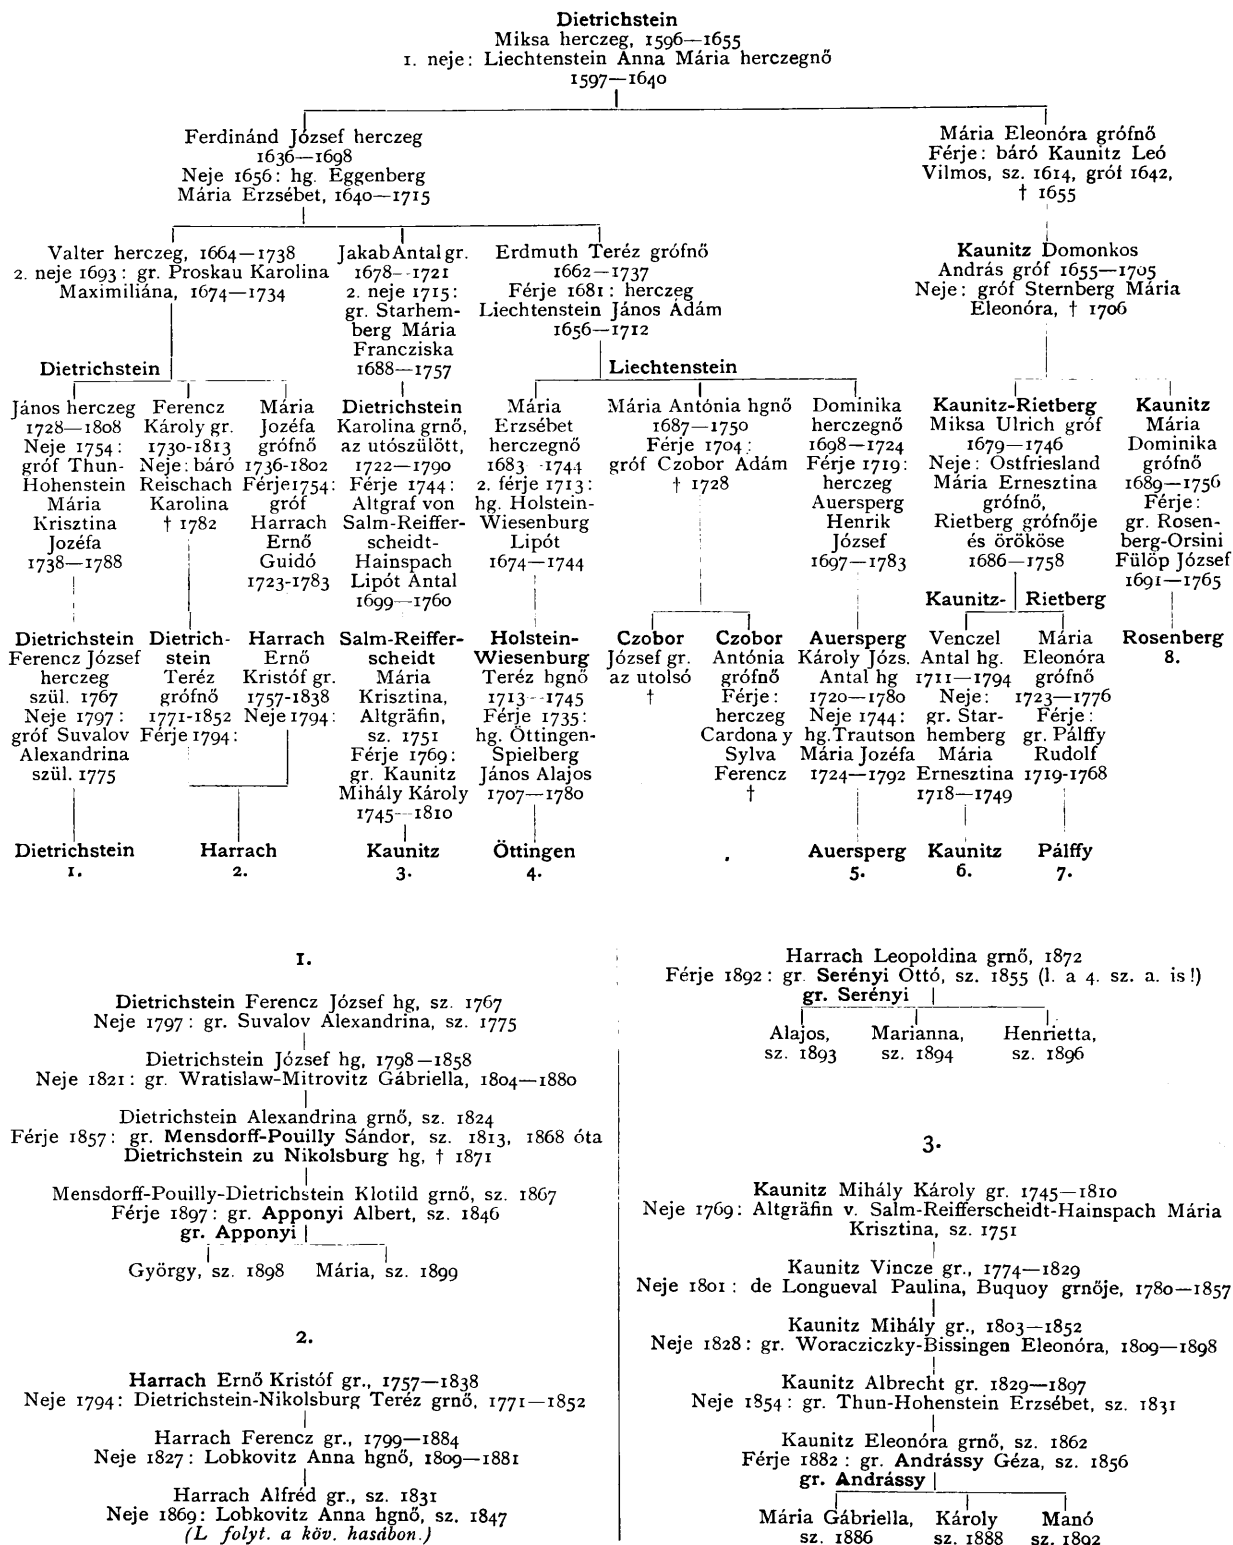 Dietrichstein
Miksa herczeg, 1596—1655
1. neje: Liechtenstein Anna Mária herczegnő
1597—1640
Ferdinánd József herczeg
1636—1698
Neje 1656: hg. Eggenberg
Mária Erzsébet, 1640—1715
Mária Eleonóra grófnő
Férje: báró Kaunitz Leó
Vilmos, sz. 1614, gróf 1642,
† 1655
Valter herczeg, 1664—1738
2. neje 1693: gr. Proskau Karolina
Maximiliána, 1674—1734
Jakab Antal gr.
1678—1721
2. neje 1715:
gr. Starhem-
berg Mária
Francziska
1688—1757
Erdmuth Teréz grófnő
1662—1737
Férje 1681: herczeg
Liechtenstein János Ádám
1656—1712
Kaunitz Domonkos
András gróf 1655—1705
Neje: gróf Sternberg Mária
Eleonóra, † 1706
Dietrichstein
Liechtenstein
János herczeg
1728—1808
Neje 1754:
gróf Thun-
Hohenstein
Mária
Krisztina
Jozéfa
1738—1788
Ferencz
Károly gr.
1730-1813
Neje: báró
Reischach
Karolina
† 1782
Mária
Jozéfa
grófnő
1736-1802
Férje 1754:
gróf
Harrach
Ernő
Guidó
1723-1783
Dietrichstein
Karolina grnő,
az utószülött,
1722—1790
Férje 1744:
Altgraf von
Salm-Reiffer-
scheidt-
Hainspach
Lipót Antal
1699—1760
Mária
Erzsébet
herczegnő
1683—1744
2. férje 1713:
hg. Holstein-
Wiesenburg
Lipót
1674—1744
Mária Antónia hgnő
1687—1750
Férje 1704:
gróf Czobor Ádám
† 1728
Dominika
herczegnő
1698—1724
Férje 1719:
herczeg
Auersperg
Henrik
József
1697—1783
Kaunitz-Rietberg
Miksa Ulrich gróf
1679—1746
Neje: Ostfriesland
Mária Ernesztina
grófnő,
Rietberg grófnője
és örököse
1686—1758
Kaunitz
Mária
Dominika
grófnő
1689—1756
Férje:
gr. Rosen-
berg-Orsini
Fülöp József
1691—1765
Kaunitz- Rietberg
Dietrichstein
Ferencz József
herczeg
szül. 1767
Neje 1797:
gróf Suvalov
Alexandrina
szül. 1775
Dietrich-
stein
Teréz
grófnő
1771-1852
Férje 1794:
Harrach
Ernő
Kristóf gr.
1757-1838
Neje 1794:
Salm-Reiffer-
scheidt
Mária
Krisztina,
Altgräfin,
sz. 1751
Férje 1769:
gr. Kaunitz
Mihály Károly
1745—1810
Holstein-
Wiesenburg
Teréz hgnő
1713—1745
Férje 1735:
hg. Öttingen-
Spielberg
János Alajos
1707—1780
Czobor
József gr.
az utolsó
†
Czobor
Antónia
grófnő
Férje:
herczeg
Cardona y
Sylva
Ferencz
†
Auersperg
Károly Józs.
Antal hg
1720—1780
Neje 1744:
hg. Trautson
Mária Jozéfa
1724—1792
Venczel
Antal hg.
1711—1794
Neje:
gr. Star-
hemberg
Mária
Ernesztina
1718—1749
Mária
Eleonóra
grófnő
1723—1776
Férje:
gr. Pálffy
Rudolf
1719-1768
Rosenberg
8.
Dietrichstein
1.
Harrach
2.
Kaunitz
3.
Öttingen
4.
Auersperg
5.
Kaunitz
6.
Pálffy
7.
1.
Dietrichstein Ferencz József hg, sz. 1767
Neje 1797: gr. Suvalov Alexandrina, sz. 1775
Dietrichstein József hg, 1798—1858
Neje 1821: gr. Wratislaw-Mitrovitz Gábriella, 1804—1880
Dietrichstein Alexandrina grnő, sz. 1824
Férje 1857: gr. Mensdorff-Pouilly Sándor, sz. 1813, 1868 óta
Dietrichstein zu Nikolsburg hg, † 1871
Mensdorff-Pouilly-Dietrichstein Klotild grnő, sz. 1867
Férje 1897: gr. Apponyi Albert, sz. 1846
gr. Apponyi
György, sz. 1898 Mária, sz. 1899
2.
Harrach Ernő Kristóf gr., 1757—1838
Neje 1794: Dietrichstein-Nikolsburg Teréz grnő, 1771—1852
Harrach Ferencz gr., 1799—1884
Neje 1827: Lobkovitz Anna hgnő, 1809—1881
Harrach Alfréd gr., sz. 1831
Neje 1869: Lobkovitz Anna hgnő, sz. 1847
(L folyt. a köv. hasábon.)
Harrach Leopoldina grnő, 1872
Férje 1892: gr. Serényi Ottó, sz. 1855 (l. a 4. sz. a. is!)
gr. Serényi
Alajos, Marianna, Henrietta,
sz. 1893 sz. 1894 sz. 1896
3.
Kaunitz Mihály Károly gr. 1745—1810
Neje 1769: Altgräfin v. Salm-Reifferscheidt-Hainspach Mária
Krisztina, sz. 1751
Kaunitz Vincze gr., 1774—1829
Neje 1801: de Longueval Paulina, Buquoy grnője, 1780—1857
Kaunitz Mihály gr., 1803—1852
Neje 1828: gr. Woracziczky-Bissingen Eleonóra, 1809—1898
Kaunitz Albrecht gr. 1829—1897
Neje 1854: gr. Thun-Hohenstein Erzsébet, sz. 1831
Kaunitz Eleonóra grnő, sz. 1862
Férje 1882: gr. Andrássy Géza, sz. 1856
gr. Andrássy
Mária Gábriella, Károly Manó
sz. 1886 sz. 1888 sz. 1892